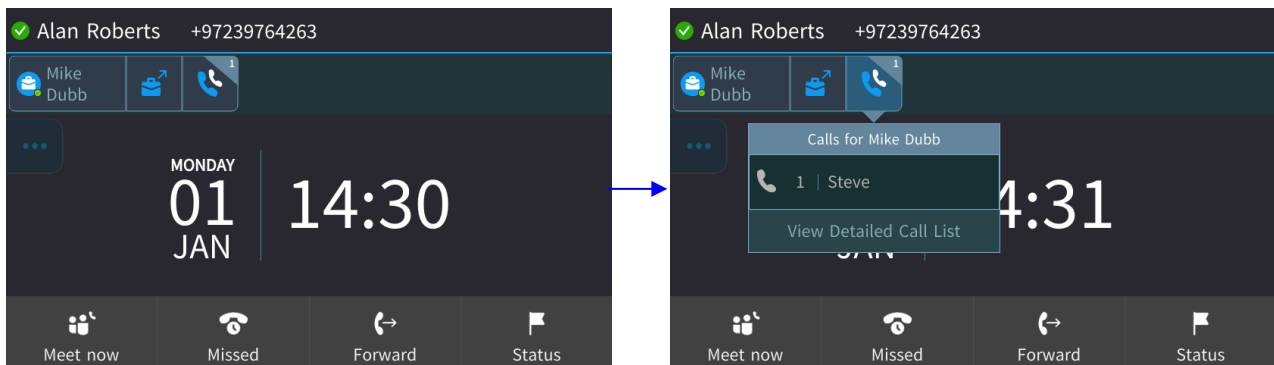 Alan Roberts +97239764263
Mike
Dubb
1
MONDAY
01
JAN
14:30
Meet now
Missed
Forward
Status
Alan Roberts +97239764263
Mike
Dubb
1
Calls for Mike Dubb
1 | Steve
View Detailed Call List
4:31
JAN
Meet now
Missed
Forward
Status